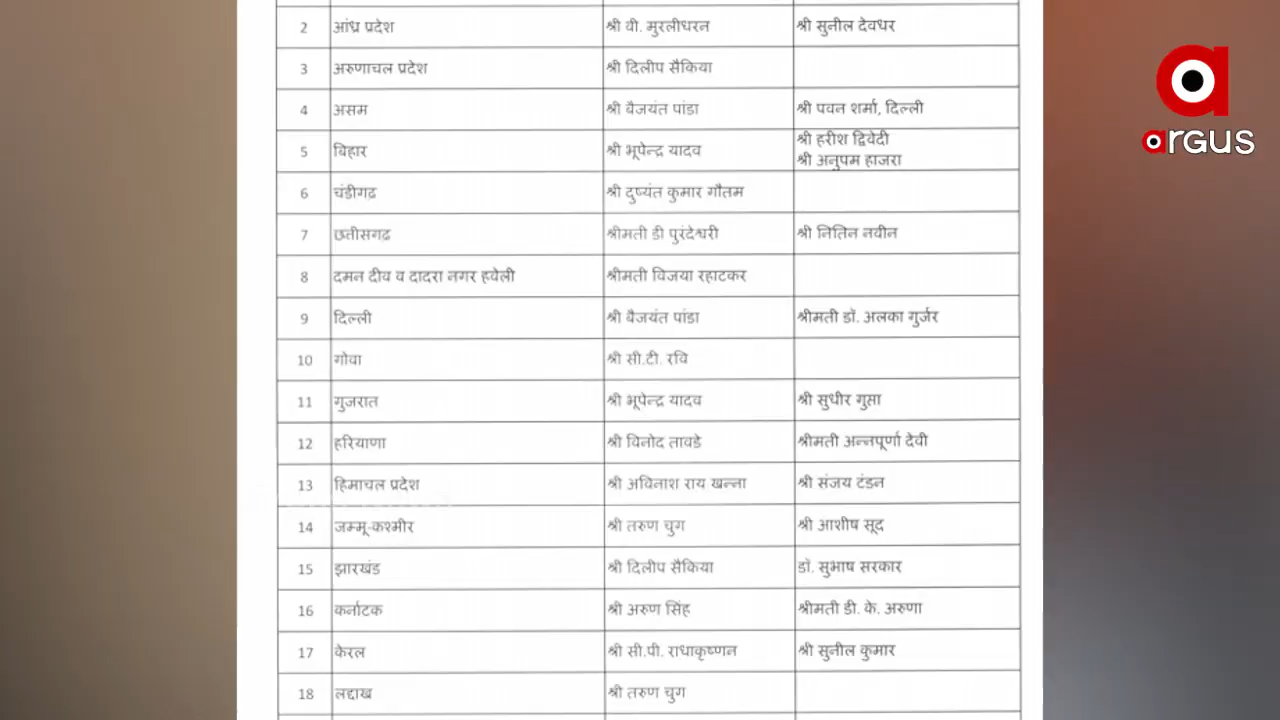 2 आंध्र प्रदेश श्री वी. मुरलीधरन श्री सुनील देवधर
3 अरुणाचल प्रदेश श्री दिलीप सैकिया
4 असम श्री वैजयंत पांडा श्री पवन शर्मा, दिल्ली
5 बिहार श्री भूपेन्द्र यादव श्री हरीश द्विवेदी
श्री अनुपम हाजरा
6 चंडीगढ़ श्री दुष्यंत कुमार गौतम
7 छत्तीसगढ़ श्रीमती डी पुरंदेश्वरी श्री नितिन नवीन
8 दमन दीव व दादरा नगर हवेली श्रीमती विजया रहाटकर
9 दिल्ली श्री वैजयंत पांडा श्रीमती डॉ. अलका गुर्जर
10 गोवा श्री सी.टी. रवि
11 गुजरात श्री भूपेन्द्र यादव श्री सुधीर गुप्ता
12 हरियाणा श्री विनोद तावडे श्रीमती अन्नपूर्णा देवी
13 हिमाचल प्रदेश श्री अविनाश राय खन्ना श्री संजय टंडन
14 जम्मू-कश्मीर श्री तरुण चुग श्री आशीष सूद
15 झारखंड श्री दिलीप सैकिया डॉ. सुभाष सरकार
16 कर्नाटक श्री अरुण सिंह श्रीमती डी. के. अरुणा
17 केरल श्री सी.पी. राधाकृष्णन श्री सुनील कुमार
18 लद्दाख श्री तरुण चुग
argus